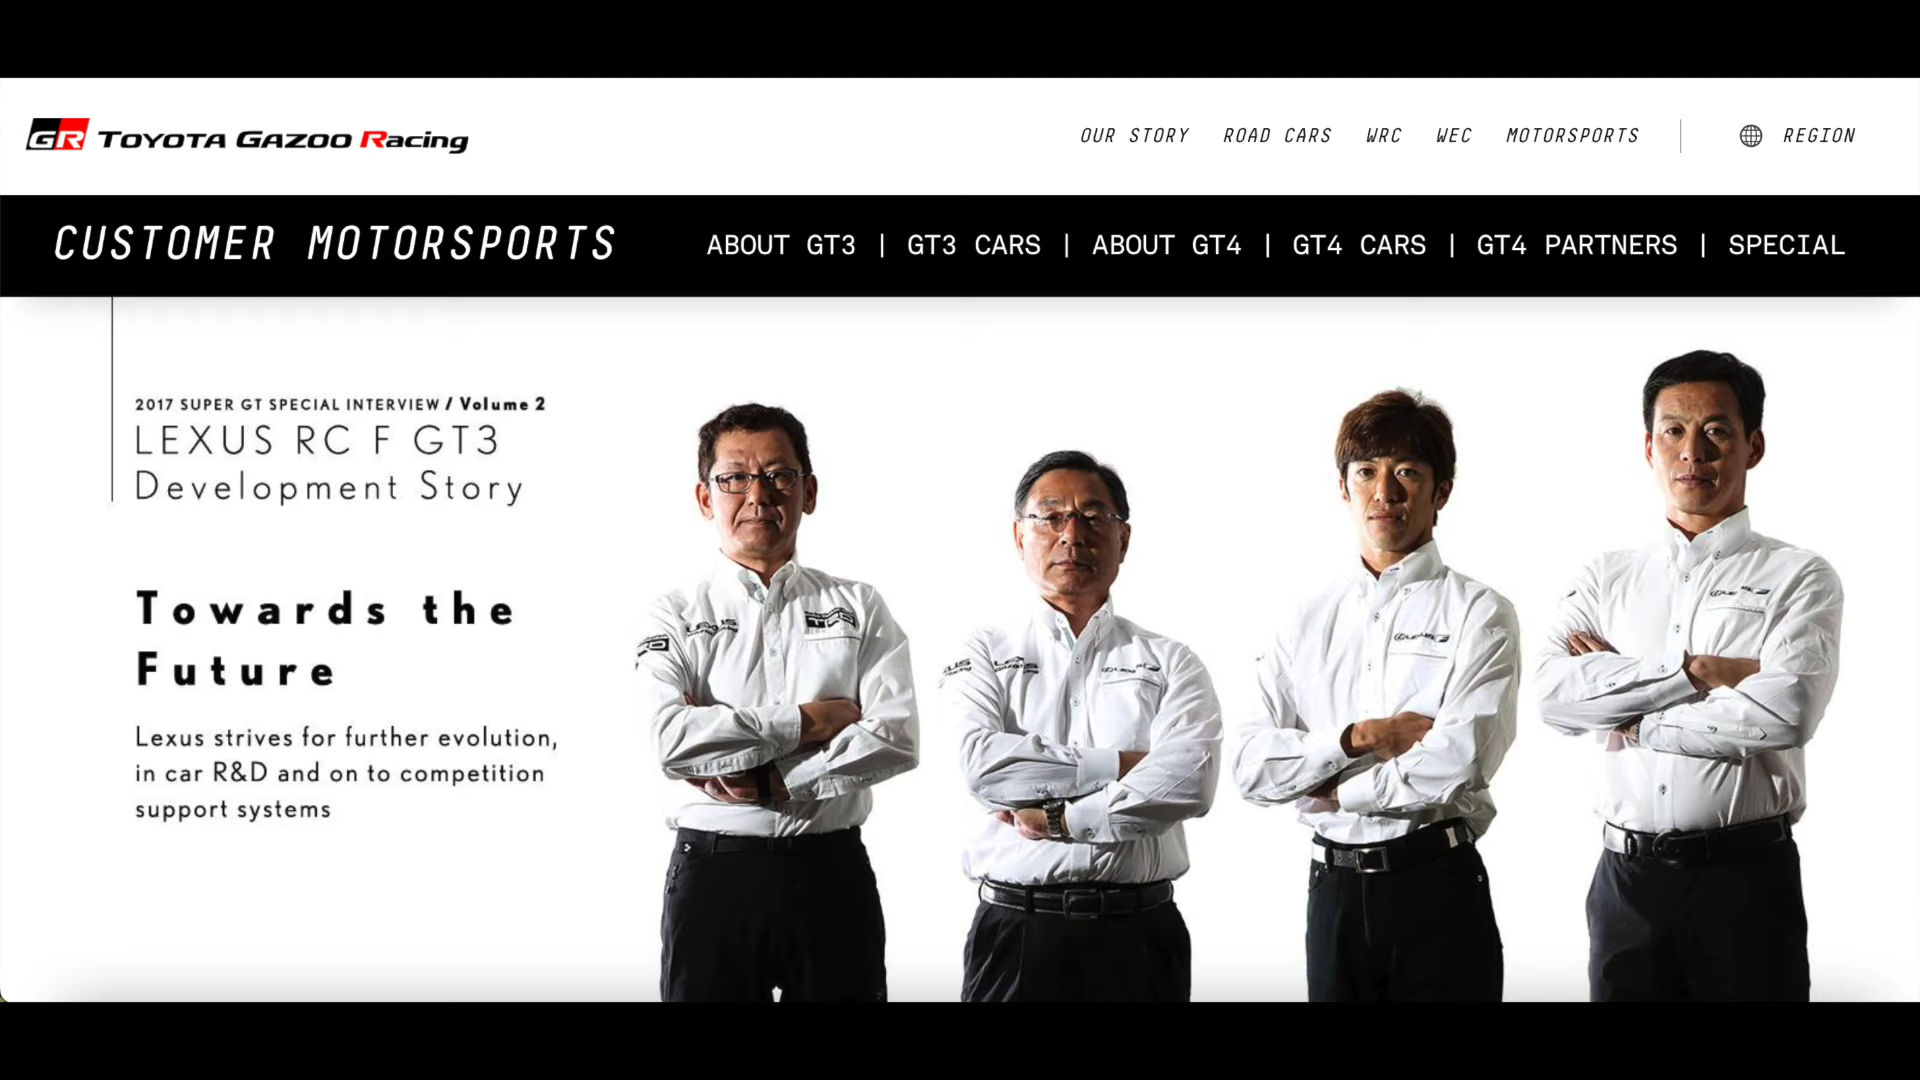 GR TOYOTA GAZOO Racing
OUR STORY ROAD CARS WRC WEC MOTORSPORTS REGION
CUSTOMER MOTORSPORTS
ABOUT GT3 | GT3 CARS | ABOUT GT4 | GT4 CARS | GT4 PARTNERS | SPECIAL
2017 SUPER GT SPECIAL INTERVIEW / Volume 2
LEXUS RC F GT3
Development Story
Towards the
Future
Lexus strives for further evolution,
in car R&D and on to competition
support systems